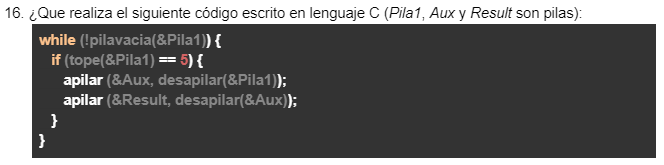 16. ¿Que realiza el siguiente código escrito en lenguaje C (Pila1, Aux y Result son pilas):
while (!pilavacia(&Pila1)) {
if (tope(&Pila1) == 5) {
apilar (&Aux, desapilar(&Pila1));
apilar (&Result, desapilar(&Aux));
}
}